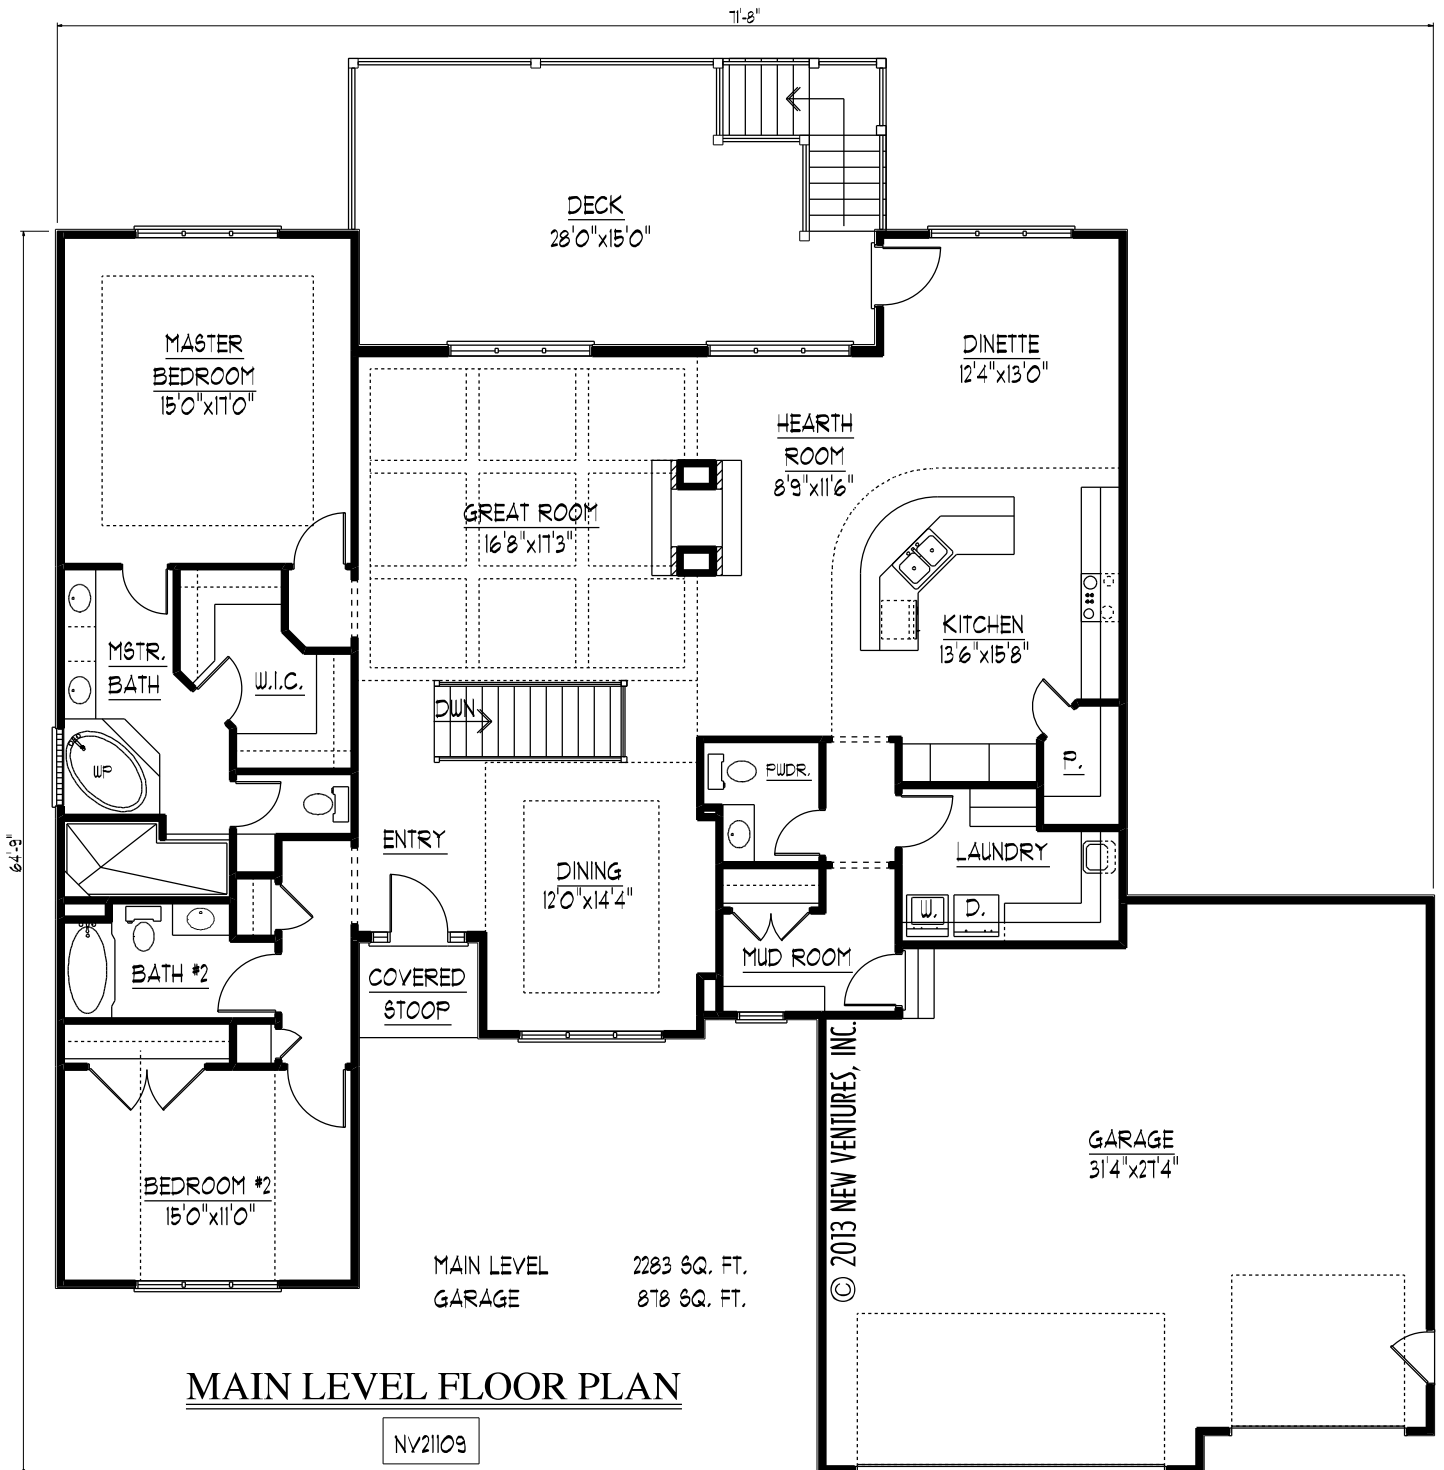 71'-8"
DECK
28'0"x15'0"
MASTER
BEDROOM
15'0"x17'0"
DINETTE
12'4"x13'0"
HEARTH
ROOM
8'9"x11'6"
GREAT ROOM
16'8"x17'3"
KITCHEN
13'6"x15'8"
MSTR.
BATH
W.I.C.
DWN
WP
PWDR.
P.
64'-9"
ENTRY
DINING
12'0"x14'4"
LAUNDRY
W.
D.
BATH #2
COVERED
STOOP
MUD ROOM
© 2013 NEW VENTURES, INC.
GARAGE
31'4"x27'4"
BEDROOM #2
15'0"x11'0"
MAIN LEVEL 2283 SQ. FT.
GARAGE 878 SQ. FT.
MAIN LEVEL FLOOR PLAN
NV21109